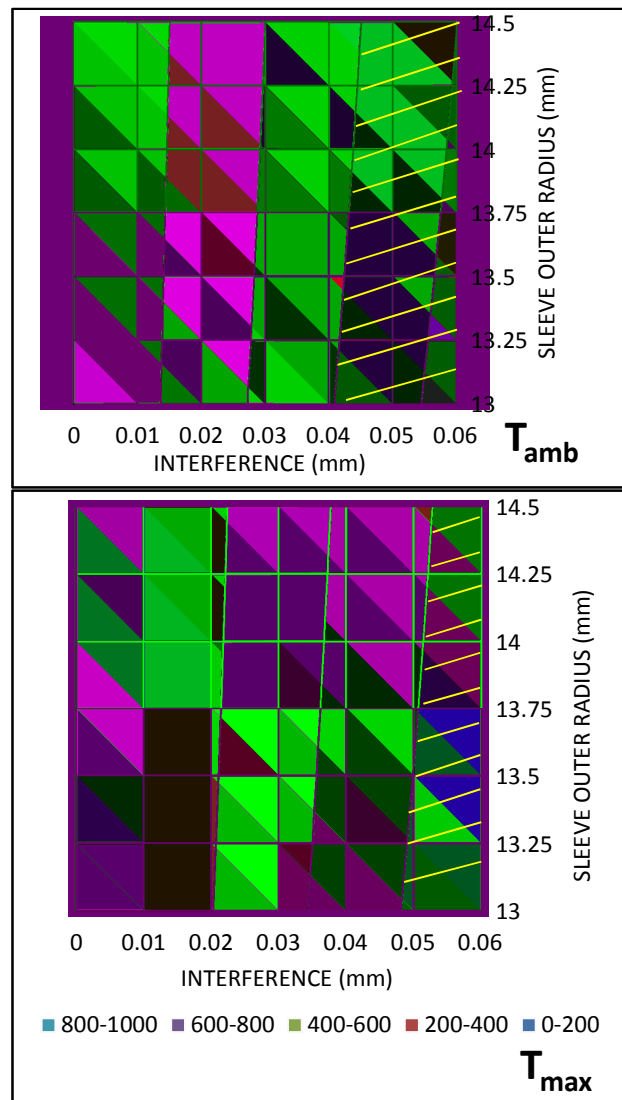 14.5
14.25
14
13.75
13.5
13.25
13
SLEEVE OUTER RADIUS (mm)
0 0.01 0.02 0.03 0.04 0.05 0.06
INTERFERENCE (mm)
Tamb
14.5
14.25
14
13.75
13.5
13.25
13
SLEEVE OUTER RADIUS (mm)
0 0.01 0.02 0.03 0.04 0.05 0.06
INTERFERENCE (mm)
800-1000 600-800 400-600 200-400 0-200
Tmax